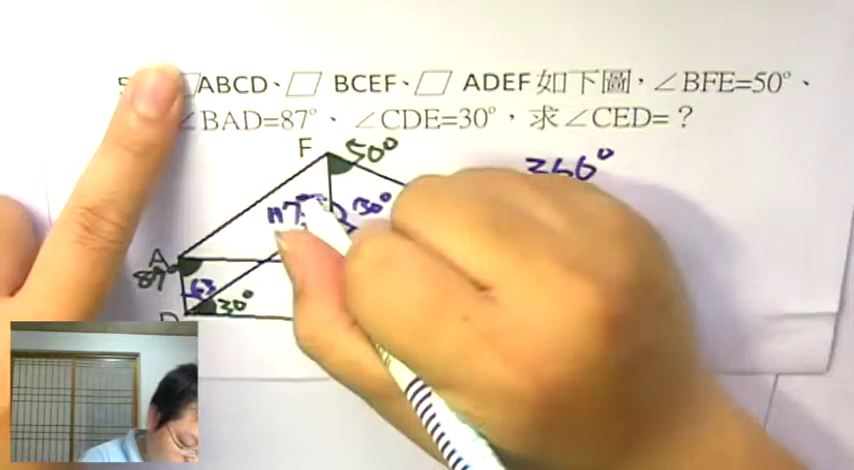 ABCD、▱ BCEF、▱ ADEF 如下圖，∠BFE=50°、
∠BAD=87°、∠CDE=30°，求∠CED=？
F 50°
266°
117° 130°
A
87°
63
30°
D